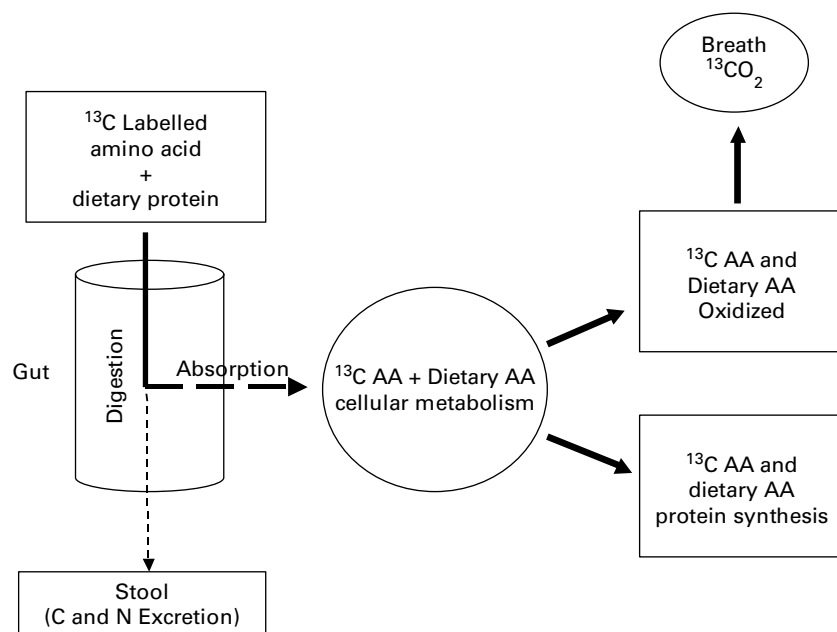 ¹³C Labelled
amino acid
+
dietary protein
Gut
Digestion
Absorption
Stool
(C and N Excretion)
¹³C AA + Dietary AA
cellular metabolism
Breath
¹³CO₂
¹³C AA and
Dietary AA
Oxidized
¹³C AA and
dietary AA
protein synthesis